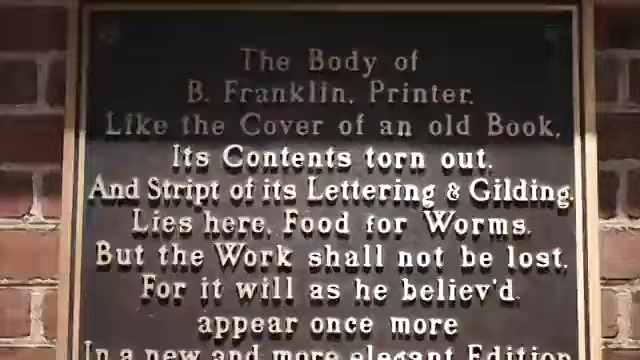 The Body of
B. Franklin, Printer.
Like the Cover of an old Book,
Its Contents torn out.
And Stript of its Lettering & Gilding,
Lies here, Food for Worms.
But the Work shall not be lost,
For it will as he believ'd
appear once more
In a new and more elegant Edition